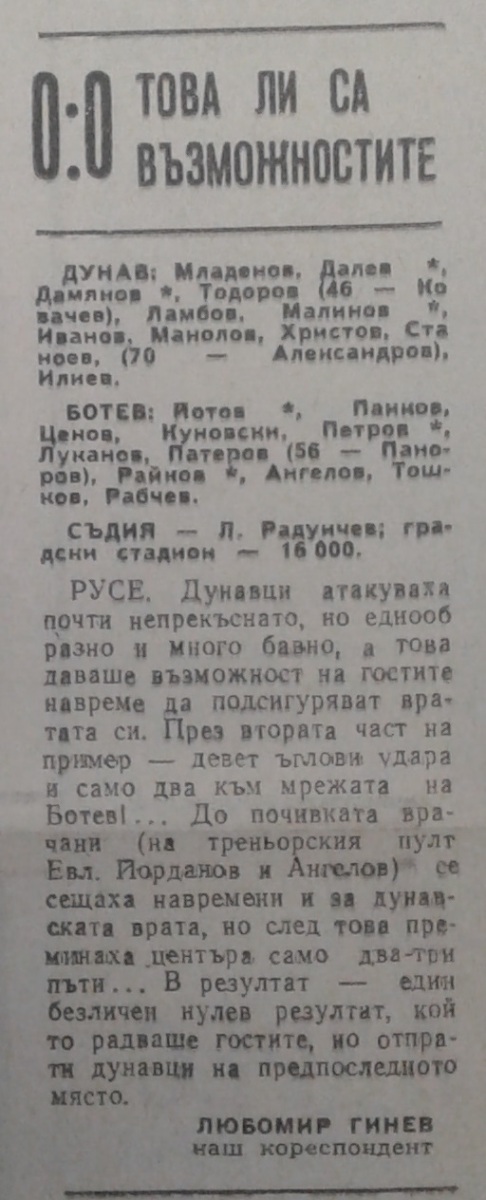 0:0 ТОВА ЛИ СА
ВЪЗМОЖНОСТИТЕ
ДУНАВ: Младенов, Далев *,
Дамянов *, Тодоров (46 — Ко
вачев), Ламбов, Малинов *,
Иванов, Манолов, Христов, Ста
ноев, (70 — Александров),
Илиев.
БОТЕВ: Йотов *, Панков,
Ценов, Куновски, Петров *,
Луканов, Патеров (56 — Пано-
ров), Райнов *, Ангелов, Тош-
ков, Рабчев.
СЪДИЯ — Л. Радунчев; гра-
дски стадион — 16 000.
РУСЕ. Дунавци атакуваха
почти непрекъснато, но еднооб
разно и много бавно, а това
даваше възможност на гостите
навреме да подсигуряват вра-
тата си. През втората част на
пример — девет ъглови удара
и само два към мрежата на
Ботев!... До почивката вра-
чани (на треньорския пулт
Евл. Йорданов и Ангелов) се
сещаха навремени и за дунав-
ската врата, но след това пре-
минаха центъра само два-три
пъти... В резултат — един
безличен нулев резултат, кой
то радваше гостите, но отпра-
ти дунавци на предпоследното
място.
ЛЮБОМИР ГИНЕВ
наш кореспондент